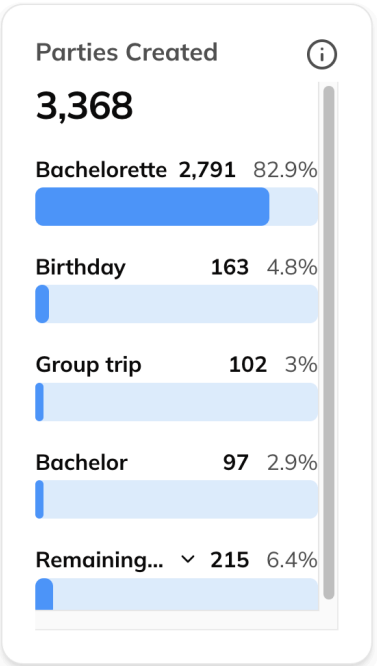 Parties Created
3,368
Bachelorette 2,791 82.9%
Birthday 163 4.8%
Group trip 102 3%
Bachelor 97 2.9%
Remaining... 215 6.4%